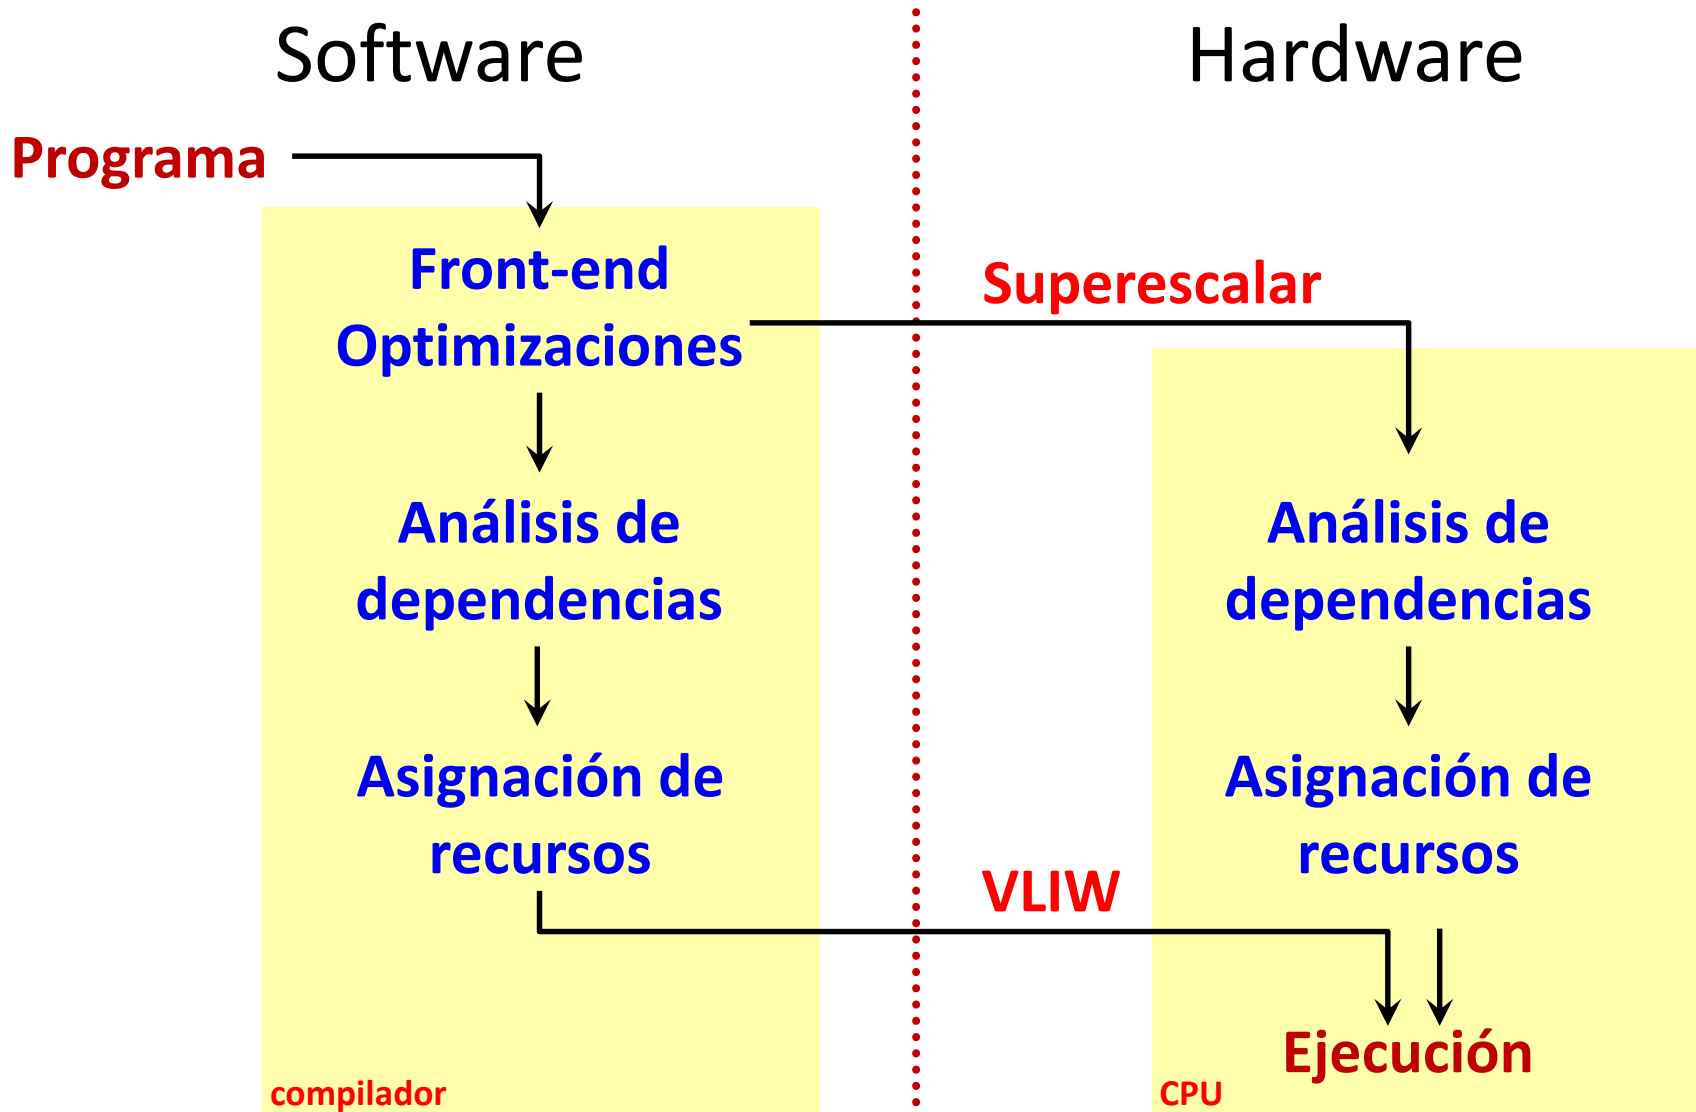 Software
Hardware
Programa
Front-end
Optimizaciones
Superescalar
Análisis de
dependencias
Análisis de
dependencias
Asignación de
recursos
Asignación de
recursos
VLIW
Ejecución
compilador
CPU